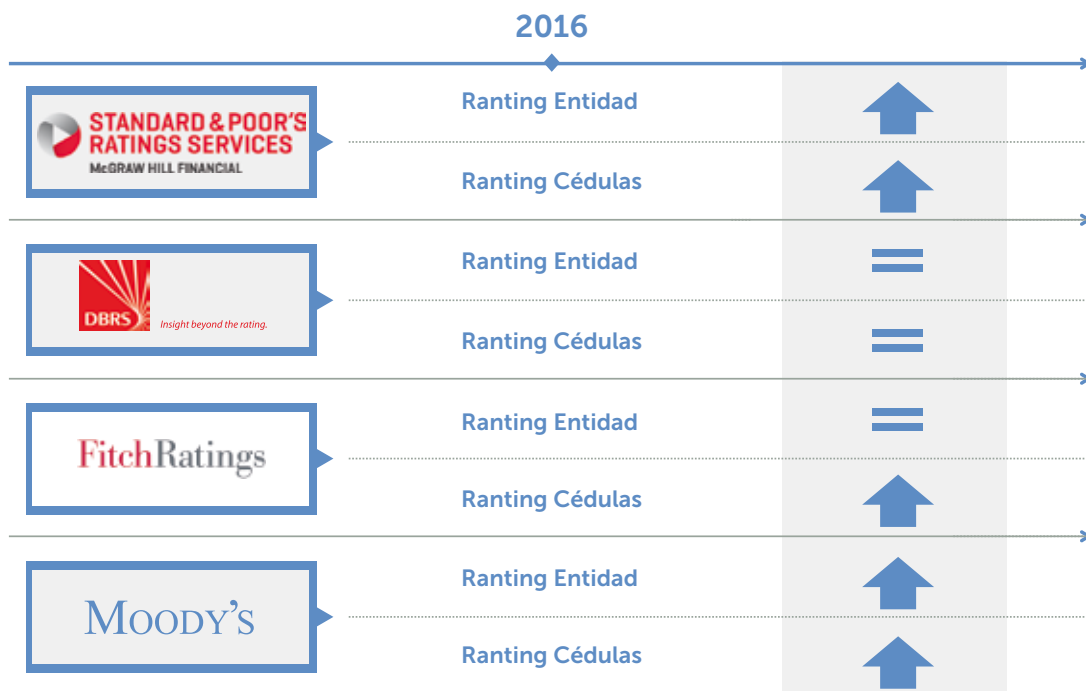 2016
STANDARD & POOR'S
RATINGS SERVICES
McGRAW HILL FINANCIAL
Ranting Entidad
Ranting Cédulas
DBRS
Insight beyond the rating.
Ranting Entidad
Ranting Cédulas
FitchRatings
Ranting Entidad
Ranting Cédulas
MOODY'S
Ranting Entidad
Ranting Cédulas